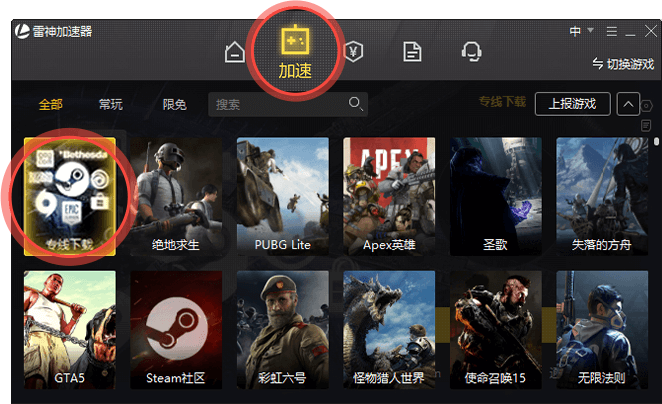 雷神加速器
中
加速
切换游戏
全部
常玩
限免
搜索
专线下载
上报游戏
Bethesda
EPIC
专线下载
绝地求生
PUBG Lite
APEX
Apex英雄
圣歌
失落的方舟
GTA5
Steam社区
彩虹六号
怪物猎人世界
使命召唤15
无限法则